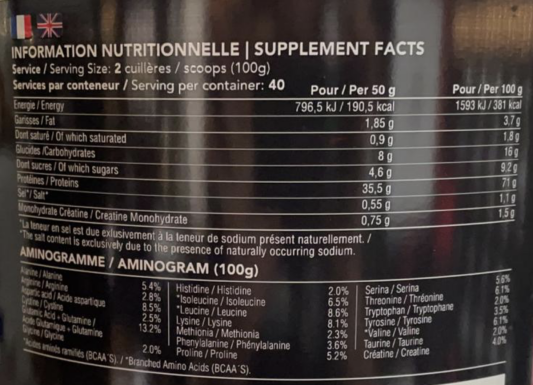 INFORMATION NUTRITIONNELLE | SUPPLEMENT FACTS
Service / Serving Size: 2 cuillères / scoops (100g)
Services par conteneur / Serving per container: 40
Pour / Per 50 g Pour / Per 100 g
Energie / Energy 796,5 kJ / 190,5 kcal 1593 kJ / 381 kcal
Garisses / Fat 1,85 g 3,7 g
Dont saturé / Of which saturated 0,9 g 1,8 g
Glucides /Carbohydrates 8 g 16 g
Dont sucres / Of which sugars 4,6 g 9,2 g
Protéines / Proteins 35,5 g 71 g
Sel* / Salt* 0,55 g 1,1 g
Monohydrate Créatine / Creatine Monohydrate 0,75 g 1,5 g
*La teneur en sel est due exlusivement à la teneur de sodium présent naturellement. /
*The salt content is exclusively due to the presence of naturally occurring sodium.
AMINOGRAMME / AMINOGRAM (100g)
Alanine / Alanine 5.4% Histidine / Histidine 2.0% Serina / Serina 5.6%
Arginine / Arginine 2.8% *Isoleucine / Isoleucine 6.5% Threonine / Thréonine 6.1%
Aspartic acid / Acide aspartique 8.5% *Leucine / Leucine 8.6% Tryptophan / Tryptophane 2.0%
Cystine / Cysting 2.5% Lysine / Lysine 8.1% Tyrosine / Tyrosine 3.5%
Glutamic Acid + Glutamine / 13.2% Methionia / Methionia 2.3% *Valine / Valine 6.1%
Acide Glutamique + Glutamine Phenylalanine / Phénylalanine 3.6% Taurine / Taurine 7.0%
Glycine / Glycine 2.0% Proline / Proline 5.2% Créatine / Creatine 4.0%
*Acides aminés ramifiés (BCAA'S). / *Branched Amino Acids (BCAA'S).